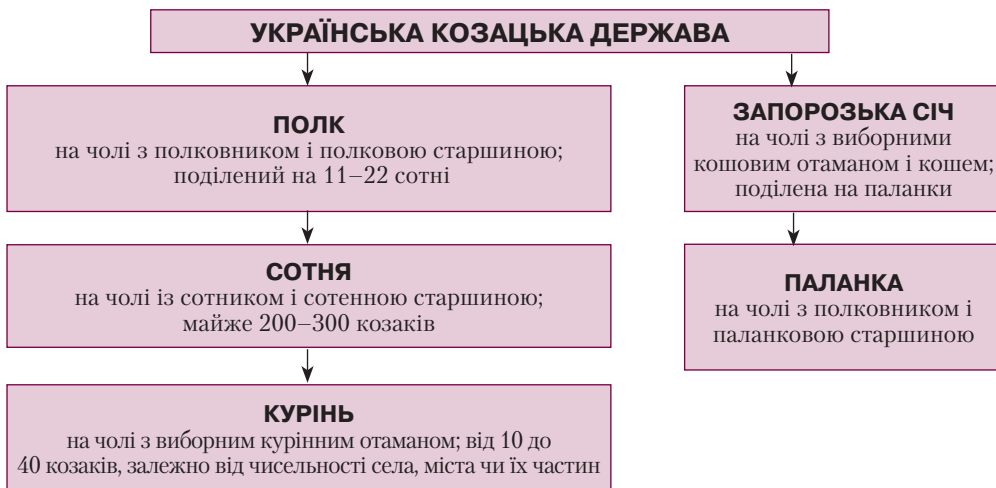 УКРАЇНСЬКА КОЗАЦЬКА ДЕРЖАВА
ПОЛК
на чолі з полковником і полковою старшиною;
поділений на 11–22 сотні
СОТНЯ
на чолі із сотником і сотенною старшиною;
майже 200–300 козаків
КУРІНЬ
на чолі з виборним курінним отаманом; від 10 до
40 козаків, залежно від чисельності села, міста чи їх частин
ЗАПОРОЗЬКА СІЧ
на чолі з виборними
кошовим отаманом і кошем;
поділена на паланки
ПАЛАНКА
на чолі з полковником і
паланковою старшиною